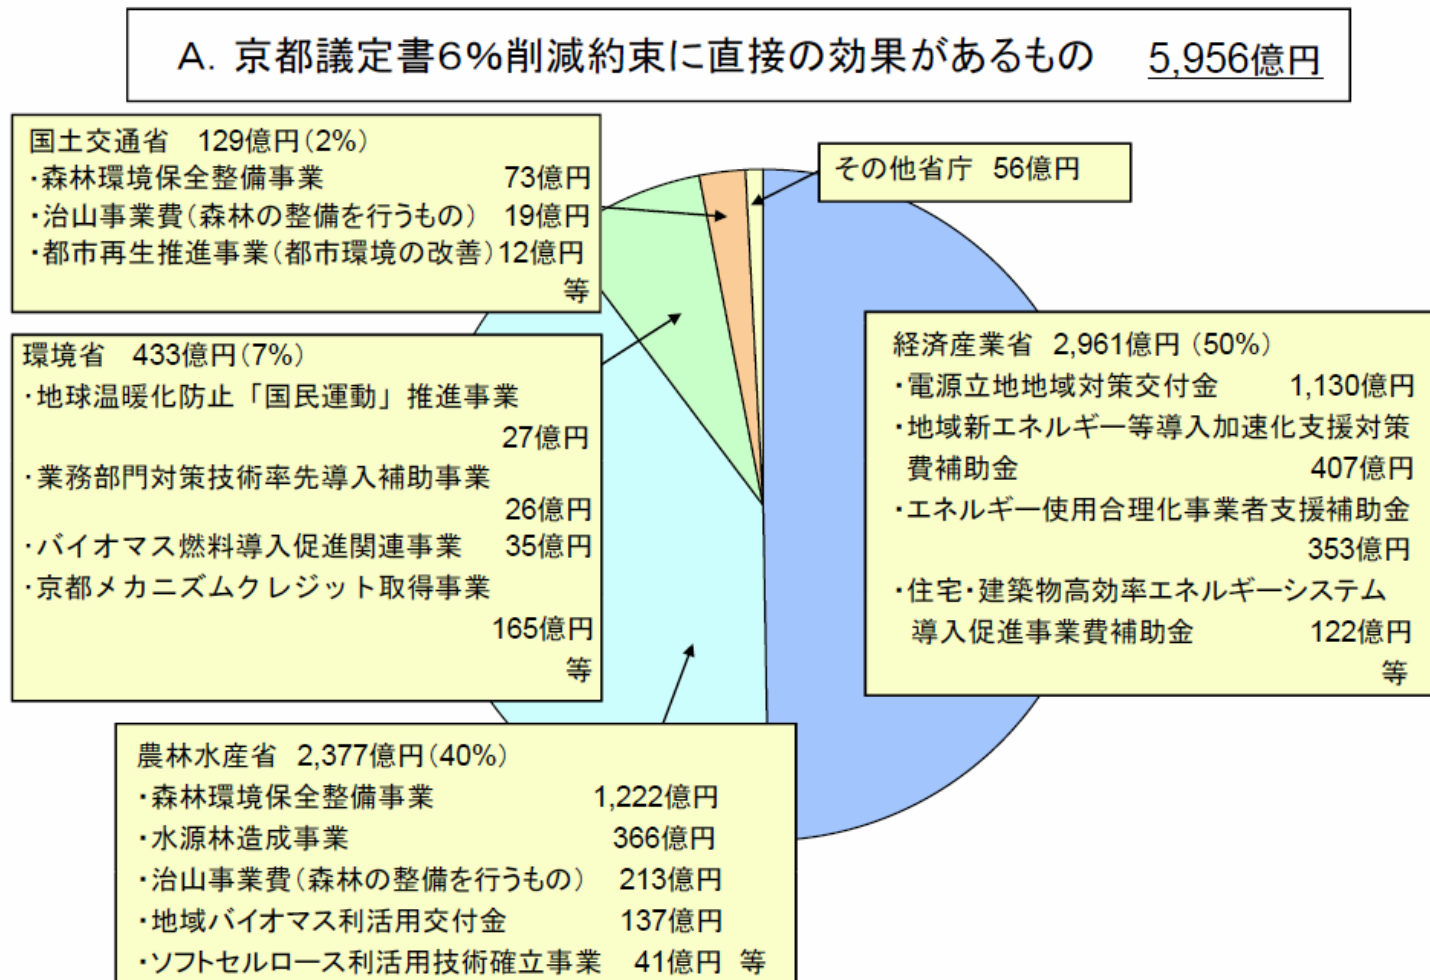 A. 京都議定書6%削減約束に直接の効果があるもの 5,956億円
国土交通省 129億円(2%)
・森林環境保全整備事業 73億円
・治山事業費(森林の整備を行うもの) 19億円
・都市再生推進事業(都市環境の改善) 12億円
等
その他省庁 56億円
環境省 433億円(7%)
・地球温暖化防止「国民運動」推進事業
27億円
・業務部門対策技術率先導入補助事業
26億円
・バイオマス燃料導入促進関連事業 35億円
・京都メカニズムクレジット取得事業
165億円
等
経済産業省 2,961億円(50%)
・電源立地地域対策交付金 1,130億円
・地域新エネルギー等導入加速化支援対策
費補助金 407億円
・エネルギー使用合理化事業者支援補助金
353億円
・住宅・建築物高効率エネルギーシステム
導入促進事業費補助金 122億円
等
農林水産省 2,377億円(40%)
・森林環境保全整備事業 1,222億円
・水源林造成事業 366億円
・治山事業費(森林の整備を行うもの) 213億円
・地域バイオマス利活用交付金 137億円
・ソフトセルロース利活用技術確立事業 41億円 等